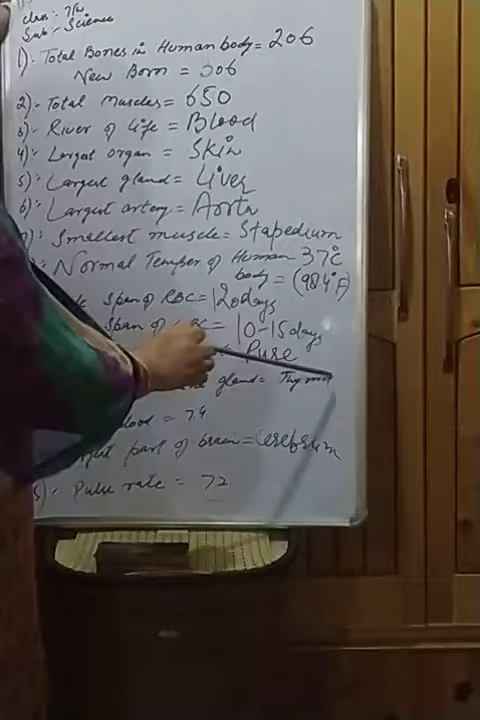 class: 7th
Sub:- Science
1):- Total Bones in Human body = 206
New Born = 306
2):- Total Muscles = 650
3):- River of life = Blood
4):- Largest organ = Skin
5):- Largest gland = Liver
6):- Largest artery = Aorta
Smallest muscle = Stapedium
Normal Temper of Human 37°C
body = (98.4°F)
span of RBC = 120 days
span of = 10-15 days
Pure
gland = Thymus
blood = 7.4
part of brain = Cerebrum
Pulse rate = 72